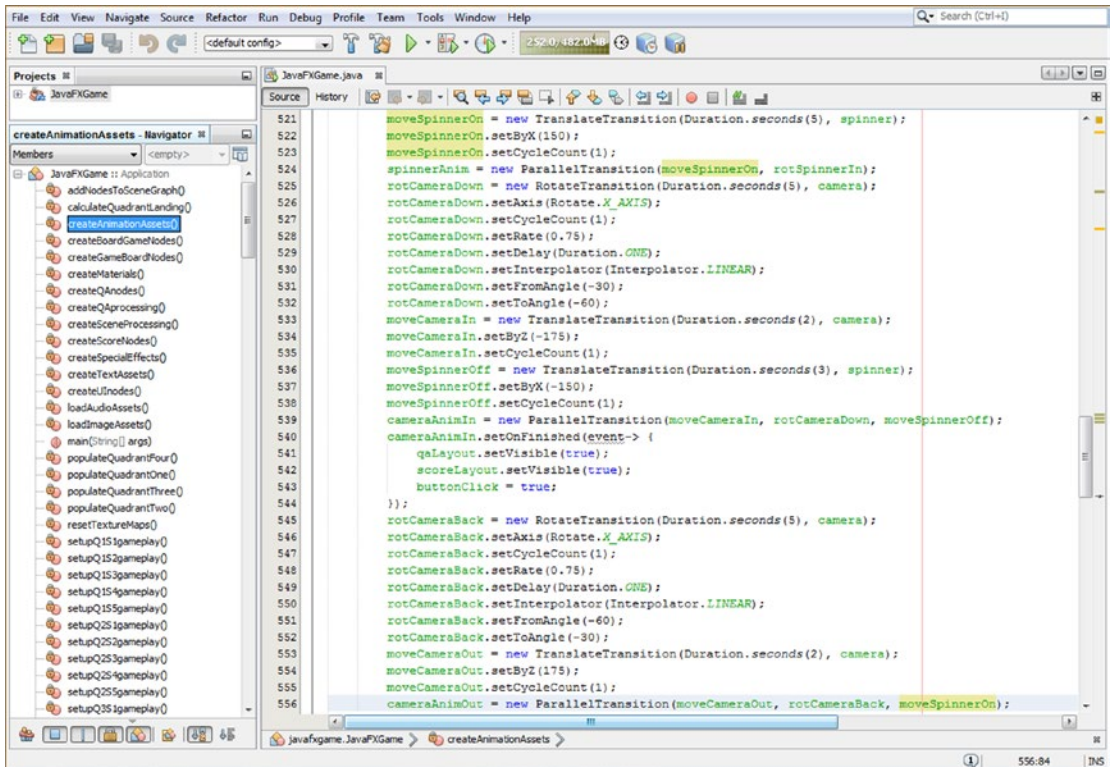 File Edit View Navigate Source Refactor Run Debug Profile Team Tools Window Help
Search (Ctrl+I)
<default config>
252.0/482.0MB
Projects
JavaFXGame
createAnimationAssets - Navigator
Members
<empty>
JavaFXGame :: Application
addNodesToSceneGraph()
calculateQuadrantLanding()
createAnimationAssets()
createBoardGameNodes()
createGameBoardNodes()
createMaterials()
createQAnodes()
createQAprocessing()
createSceneProcessing()
createScoreNodes()
createSpecialEffects()
createTextAssets()
createUInodes()
loadAudioAssets()
loadImageAssets()
main(String[] args)
populateQuadrantFour()
populateQuadrantOne()
populateQuadrantThree()
populateQuadrantTwo()
resetTextureMaps()
setupQ1S1gameplay()
setupQ1S2gameplay()
setupQ1S3gameplay()
setupQ1S4gameplay()
setupQ1S5gameplay()
setupQ2S1gameplay()
setupQ2S2gameplay()
setupQ2S3gameplay()
setupQ2S4gameplay()
setupQ2S5gameplay()
setupQ3S1gameplay()
JavaFXGame.java
Source History
521 moveSpinnerOn = new TranslateTransition(Duration.seconds(5), spinner);
522 moveSpinnerOn.setByX(150);
523 moveSpinnerOn.setCycleCount(1);
524 spinnerAnim = new ParallelTransition(moveSpinnerOn, rotSpinnerIn);
525 rotCameraDown = new RotateTransition(Duration.seconds(5), camera);
526 rotCameraDown.setAxis(Rotate.X_AXIS);
527 rotCameraDown.setCycleCount(1);
528 rotCameraDown.setRate(0.75);
529 rotCameraDown.setDelay(Duration.ONE);
530 rotCameraDown.setInterpolator(Interpolator.LINEAR);
531 rotCameraDown.setFromAngle(-30);
532 rotCameraDown.setToAngle(-60);
533 moveCameraIn = new TranslateTransition(Duration.seconds(2), camera);
534 moveCameraIn.setByZ(-175);
535 moveCameraIn.setCycleCount(1);
536 moveSpinnerOff = new TranslateTransition(Duration.seconds(3), spinner);
537 moveSpinnerOff.setByX(-150);
538 moveSpinnerOff.setCycleCount(1);
539 cameraAnimIn = new ParallelTransition(moveCameraIn, rotCameraDown, moveSpinnerOff);
540 cameraAnimIn.setOnFinished(event-> {
541 qaLayout.setVisible(true);
542 scoreLayout.setVisible(true);
543 buttonClick = true;
544 });
545 rotCameraBack = new RotateTransition(Duration.seconds(5), camera);
546 rotCameraBack.setAxis(Rotate.X_AXIS);
547 rotCameraBack.setCycleCount(1);
548 rotCameraBack.setRate(0.75);
549 rotCameraBack.setDelay(Duration.ONE);
550 rotCameraBack.setInterpolator(Interpolator.LINEAR);
551 rotCameraBack.setFromAngle(-60);
552 rotCameraBack.setToAngle(-30);
553 moveCameraOut = new TranslateTransition(Duration.seconds(2), camera);
554 moveCameraOut.setByZ(175);
555 moveCameraOut.setCycleCount(1);
556 cameraAnimOut = new ParallelTransition(moveCameraOut, rotCameraBack, moveSpinnerOn);
javafxgame.JavaFXGame
createAnimationAssets
1
556:84
INS